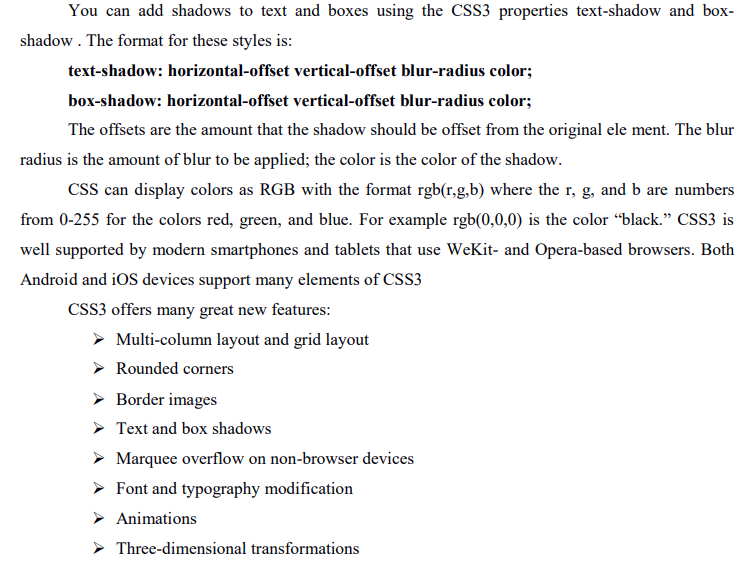 You can add shadows to text and boxes using the CSS3 properties text-shadow and box-
shadow . The format for these styles is:
text-shadow: horizontal-offset vertical-offset blur-radius color;
box-shadow: horizontal-offset vertical-offset blur-radius color;
The offsets are the amount that the shadow should be offset from the original ele ment. The blur
radius is the amount of blur to be applied; the color is the color of the shadow.
CSS can display colors as RGB with the format rgb(r,g,b) where the r, g, and b are numbers
from 0-255 for the colors red, green, and blue. For example rgb(0,0,0) is the color “black.” CSS3 is
well supported by modern smartphones and tablets that use WeKit- and Opera-based browsers. Both
Android and iOS devices support many elements of CSS3
CSS3 offers many great new features:
➢ Multi-column layout and grid layout
➢ Rounded corners
➢ Border images
➢ Text and box shadows
➢ Marquee overflow on non-browser devices
➢ Font and typography modification
➢ Animations
➢ Three-dimensional transformations